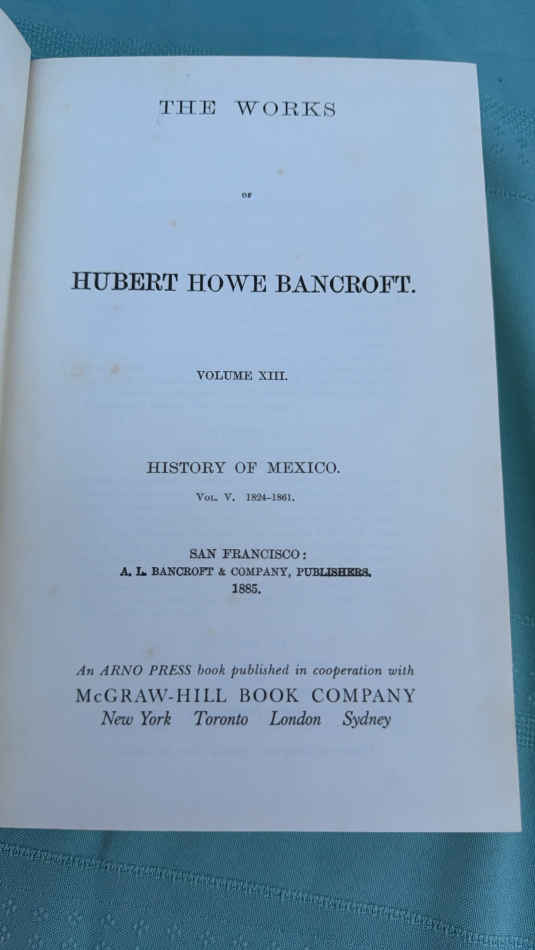 THE WORKS
OF
HUBERT HOWE BANCROFT.
VOLUME XIII.
HISTORY OF MEXICO.
VOL. V. 1824–1861.
SAN FRANCISCO:
A. L. BANCROFT & COMPANY, PUBLISHERS.
1885.
An ARNO PRESS book published in cooperation with
McGRAW-HILL BOOK COMPANY
New York Toronto London Sydney